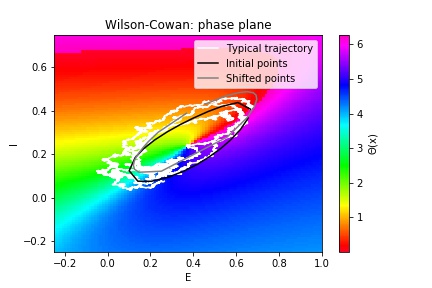 Wilson-Cowan: phase plane
Typical trajectory
Initial points
Shifted points
0.6
0.4
0.2
0.0
−0.2
I
−0.2 0.0 0.2 0.4 0.6 0.8 1.0
E
6
5
4
3
2
1
Θ(x)